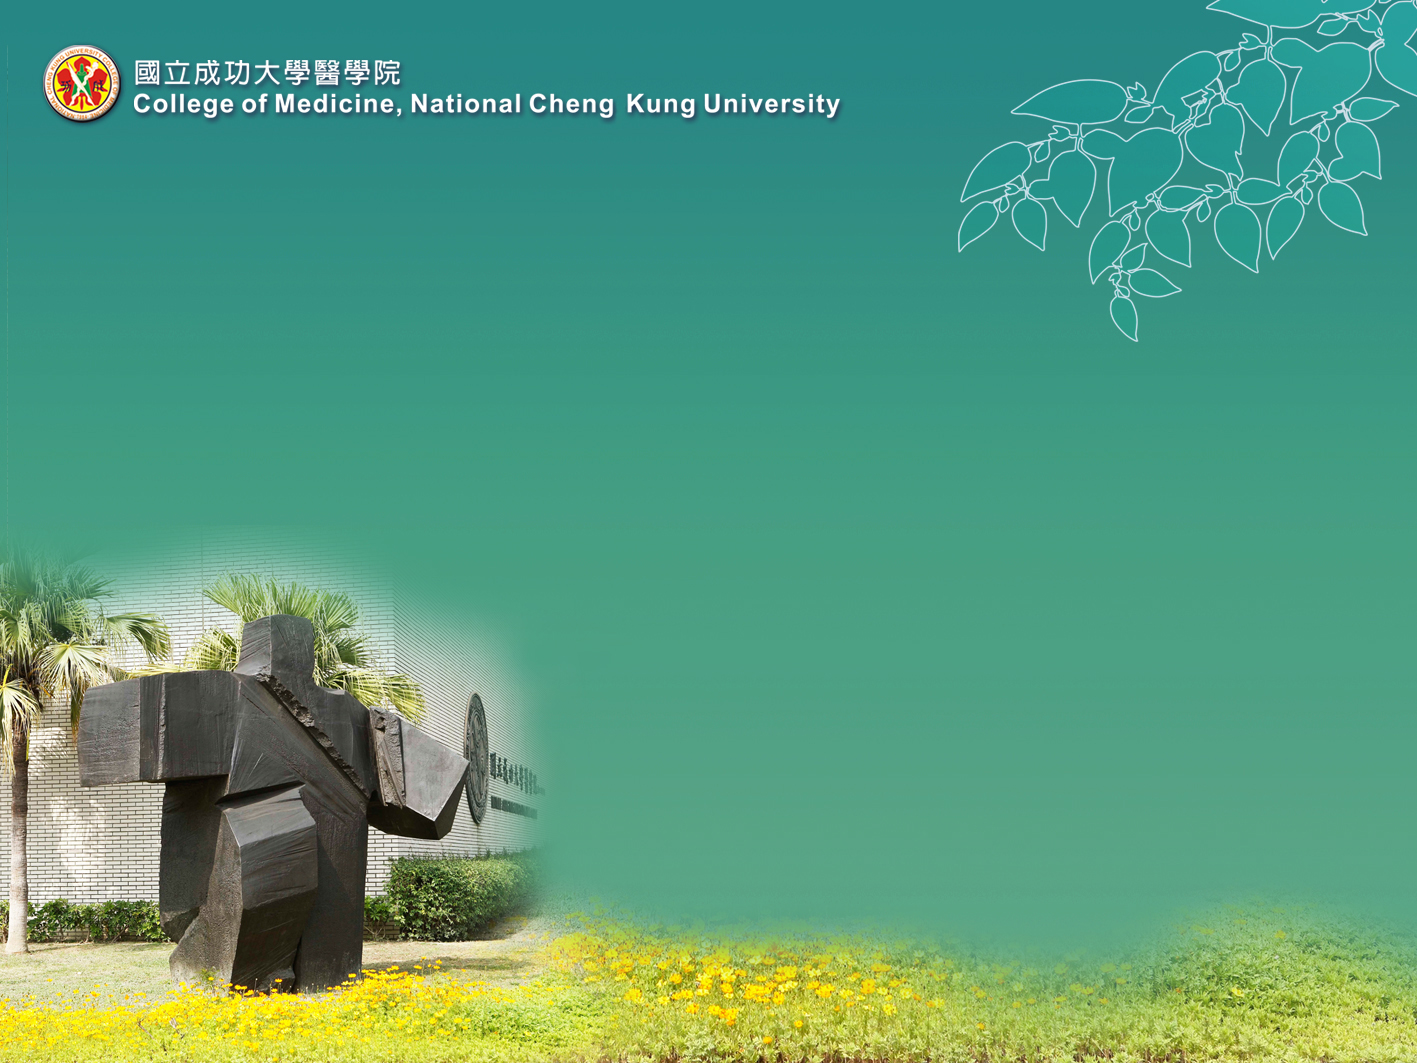 國立成功大學醫學院
College of Medicine, National Cheng Kung University